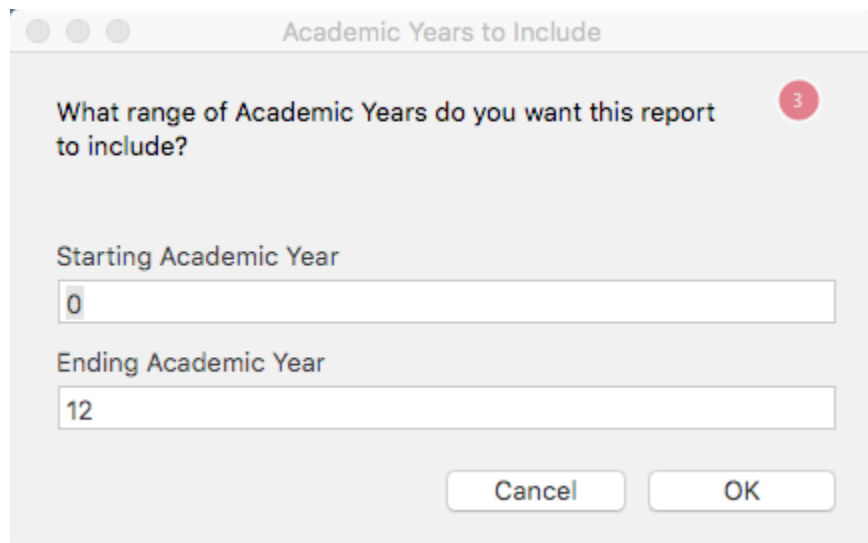 Academic Years to Include
What range of Academic Years do you want this report
to include?
3
Starting Academic Year
0
Ending Academic Year
12
Cancel
OK